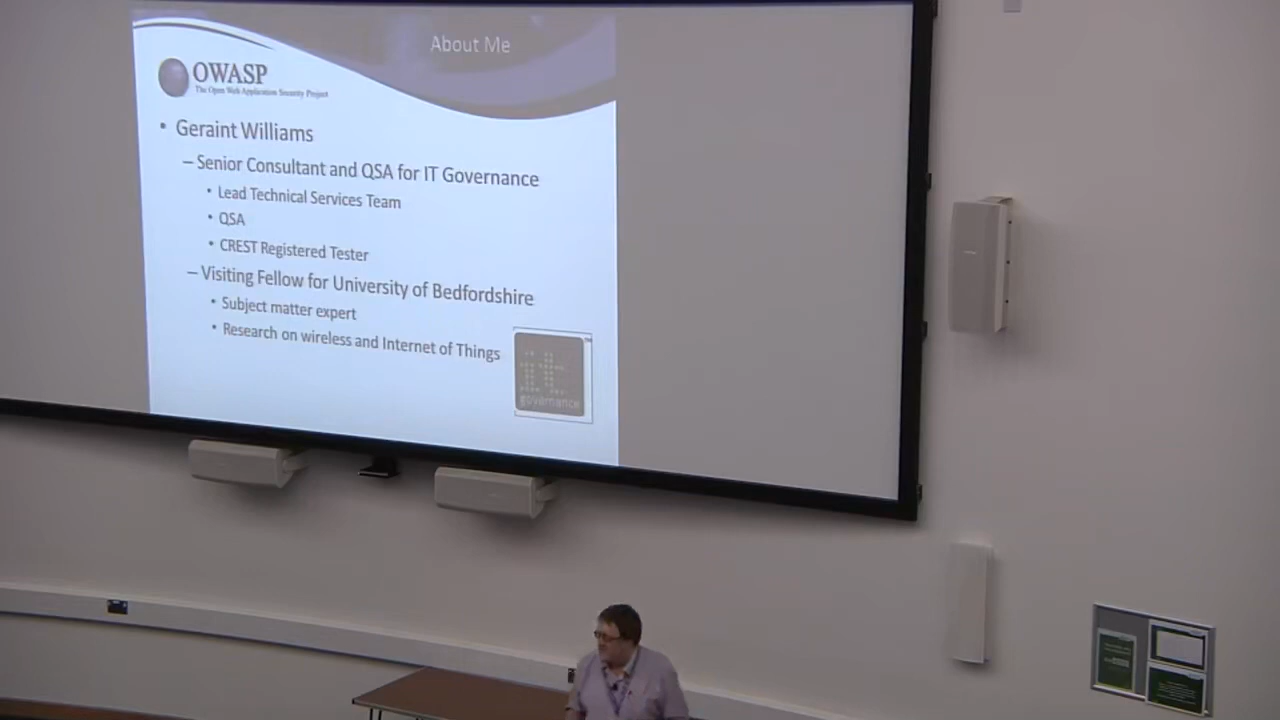 About Me
OWASP
The Open Web Application Security Project
• Geraint Williams
– Senior Consultant and QSA for IT Governance
• Lead Technical Services Team
• QSA
• CREST Registered Tester
– Visiting Fellow for University of Bedfordshire
• Subject matter expert
• Research on wireless and Internet of Things
it
governance